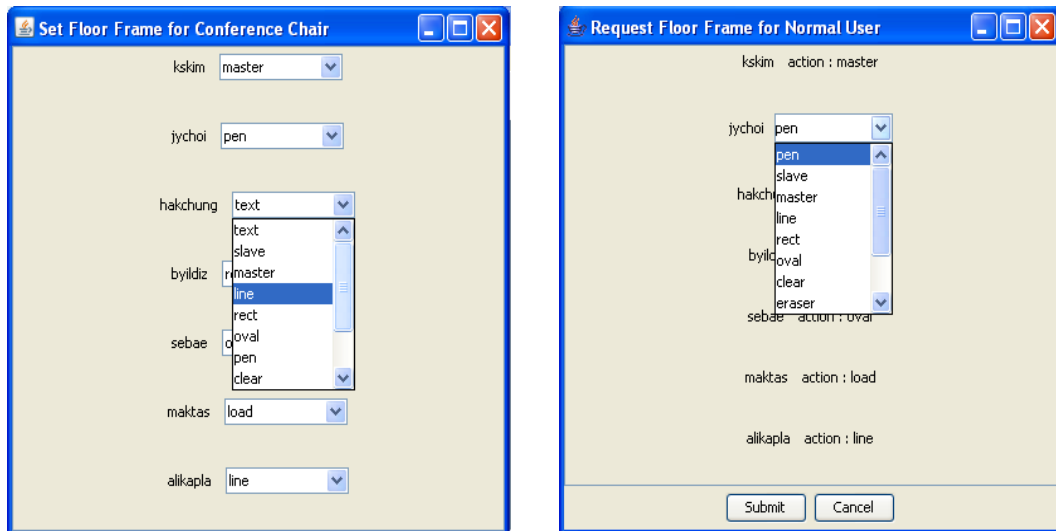 Set Floor Frame for Conference Chair
kskim master
jychoi pen
hakchung text
text
slave
byildiz master
line
rect
sebae oval
pen
clear
maktas load
alikapla line
Request Floor Frame for Normal User
kskim action : master
jychoi pen
pen
slave
master
line
rect
oval
clear
eraser
sebae action : oval
maktas action : load
alikapla action : line
Submit Cancel